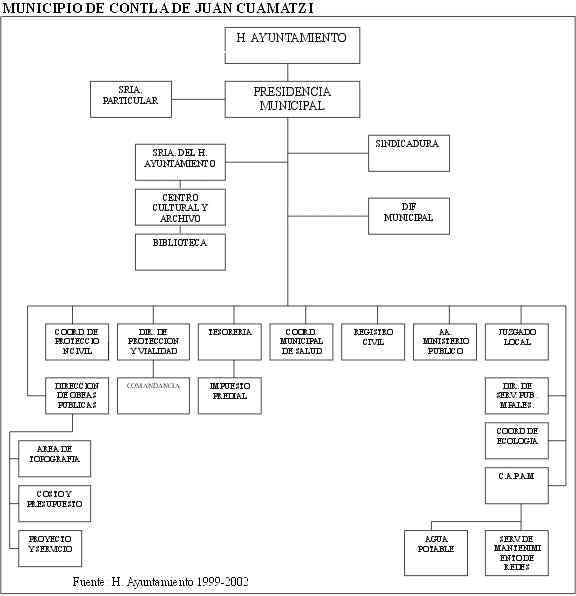 MUNICIPIO DE CONTLA DE JUAN CUAMATZI
H. AYUNTAMIENTO
SRIA.
PARTICULAR
PRESIDENCIA
MUNICIPAL
SINDICADURA
SRIA. DEL H.
AYUNTAMIENTO
CENTRO
CULTURAL Y
ARCHIVO
DIF
MUNICIPAL
BIBLIOTECA
COORD. DE
PROTECCIO
N CIVIL
DIR. DE
PROTECCION
Y VIALIDAD
TESORERIA
COORD.
MUNICIPAL
DE SALUD
REGISTRO
CIVIL
AA.
MINISTERIO
PUBLICO
JUZGADO
LOCAL
DIRECCION
DE OBEAS
PUBLICAS
COMANDANCIA
IMPUESTO
PREDIAL
DIR. DE
SERV. PUB.
MPALES.
COORD DE
ECOLOGIA
AREA DE
TOPOGRAFIA
C.A.P.A.M
COSTO Y
PRESUPUESTO
PROYECTO
Y SERVICIO
AGUA
POTABLE
SERV DE
MANTENIMI
ENTO DE
REDES
Fuente: H. Ayuntamiento 1999-2002